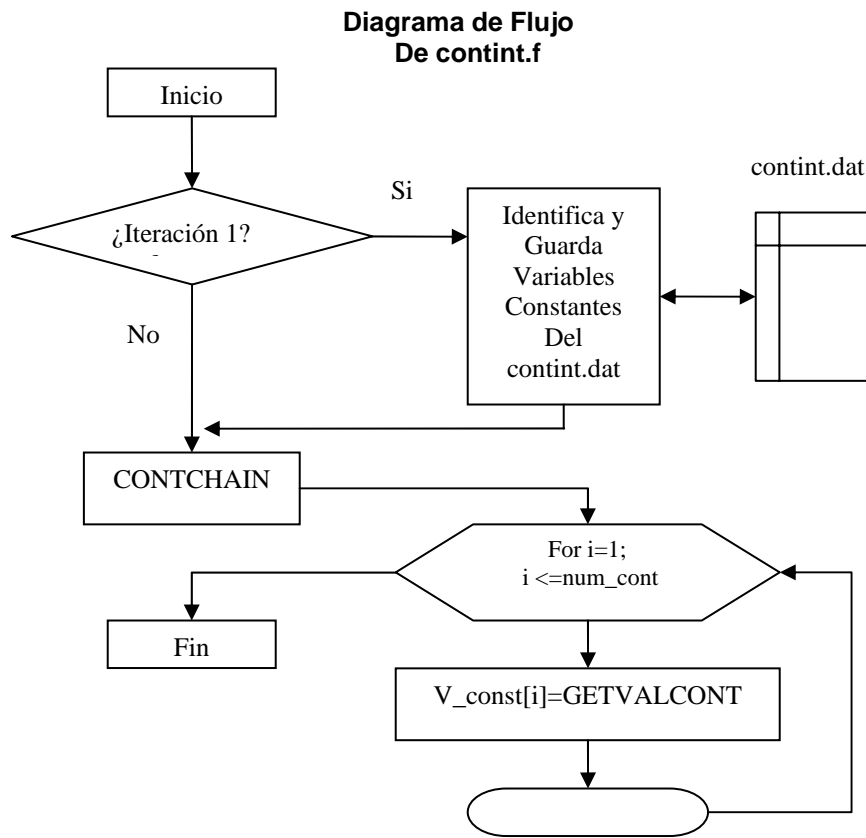 Diagrama de Flujo
De contint.f
Inicio
contint.dat
Si
¿Iteración 1?
Identifica y
Guarda
Variables
Constantes
Del
contint.dat
No
CONTCHAIN
For i=1;
i <=num_cont
Fin
V_const[i]=GETVALCONT